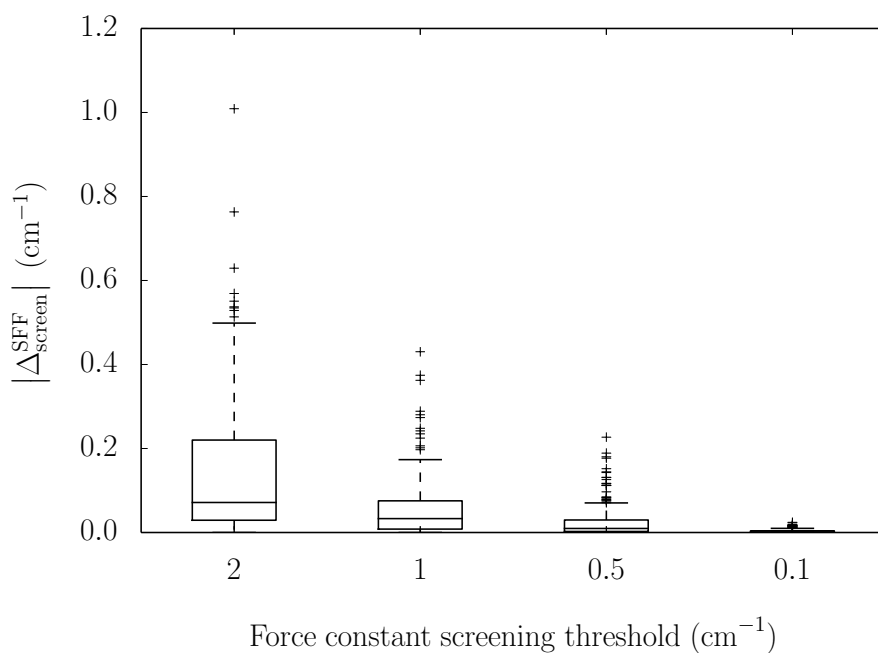 1.2
1.0
0.8
0.6
0.4
0.2
0.0
|Δ^SFF_screen| (cm⁻¹)
2 1 0.5 0.1
Force constant screening threshold (cm⁻¹)